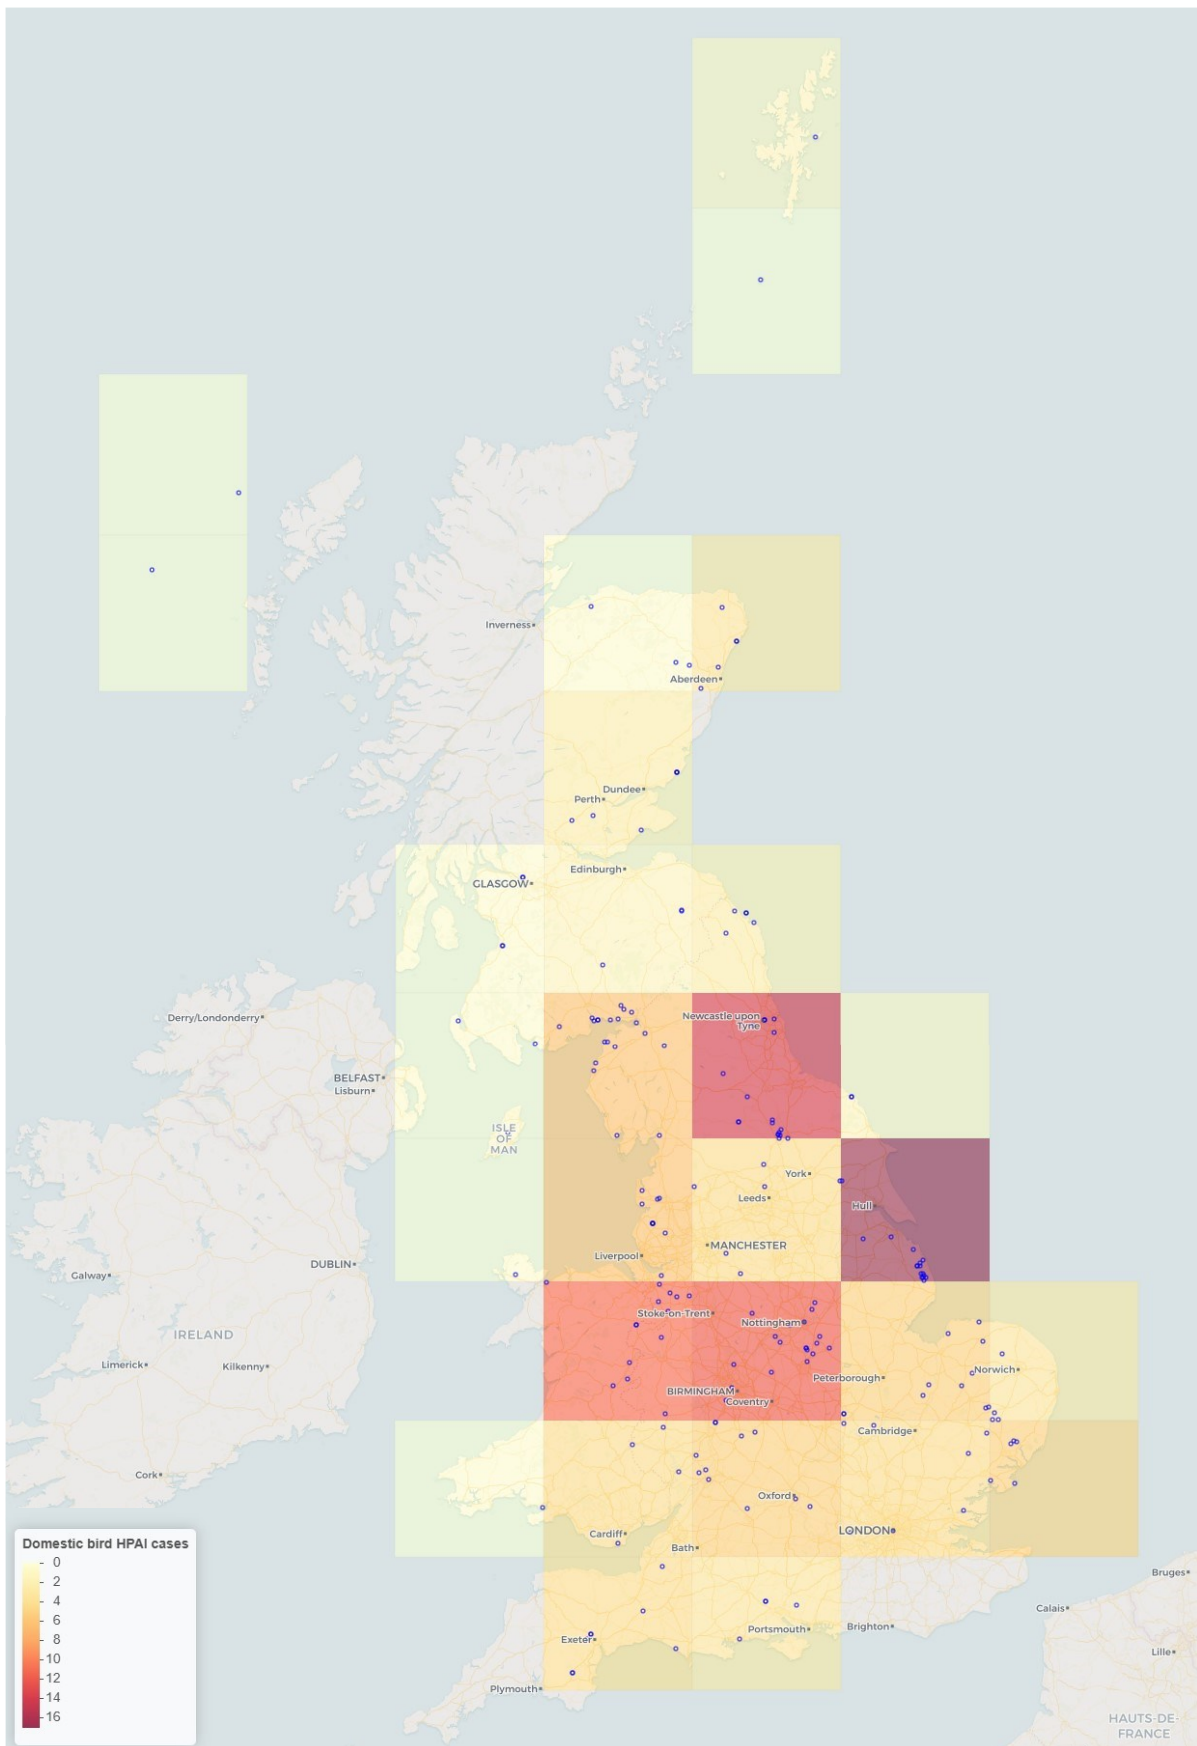 Inverness
Aberdeen
Dundee
Perth
Edinburgh
GLASGOW
Derry/Londonderry
Newcastle upon
Tyne
BELFAST
Lisburn
ISLE
OF
MAN
York
Leeds
Hull
MANCHESTER
Liverpool
DUBLIN
Galway
Stoke-on-Trent
Nottingham
IRELAND
Limerick
Kilkenny
Norwich
Peterborough
BIRMINGHAM
Coventry
Cambridge
Cork
Oxford
LONDON
Cardiff
Bath
Domestic bird HPAI cases
0
2
4
6
8
10
12
14
16
Bruges
Calais
Portsmouth
Brighton
Exeter
Lille
Plymouth
HAUTS-DE-
FRANCE